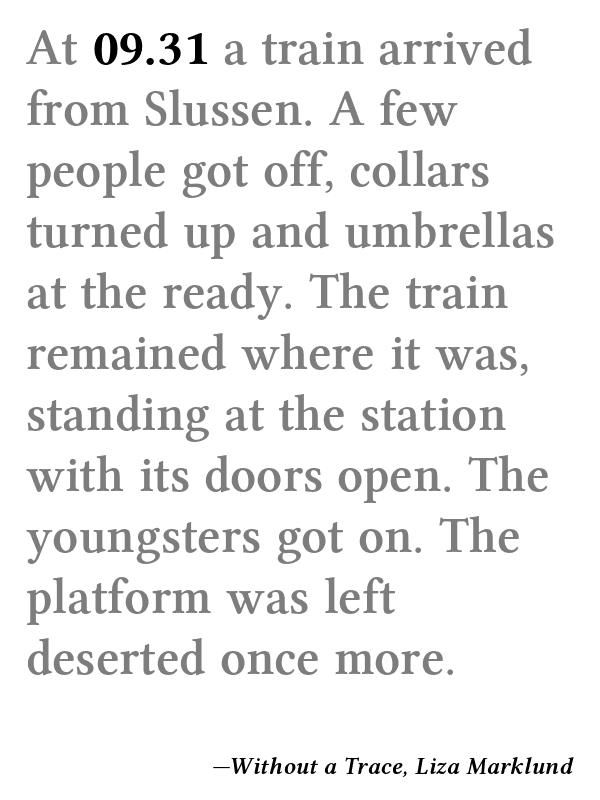 At 09.31 a train arrived
from Slussen. A few
people got off, collars
turned up and umbrellas
at the ready. The train
remained where it was,
standing at the station
with its doors open. The
youngsters got on. The
platform was left
deserted once more.
—Without a Trace, Liza Marklund